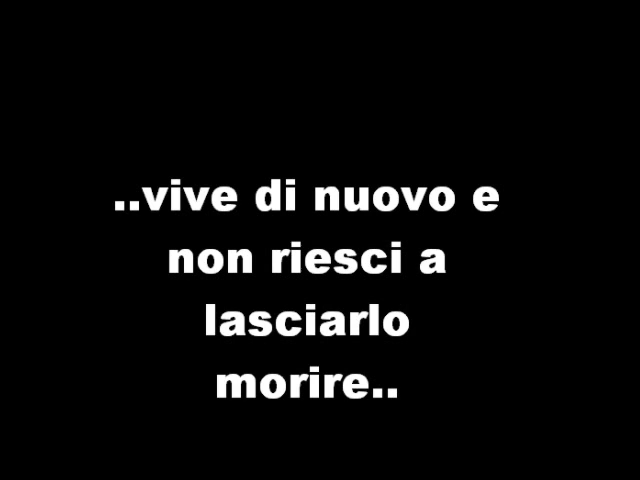 ..vive di nuovo e
non riesci a
lasciarlo
morire..